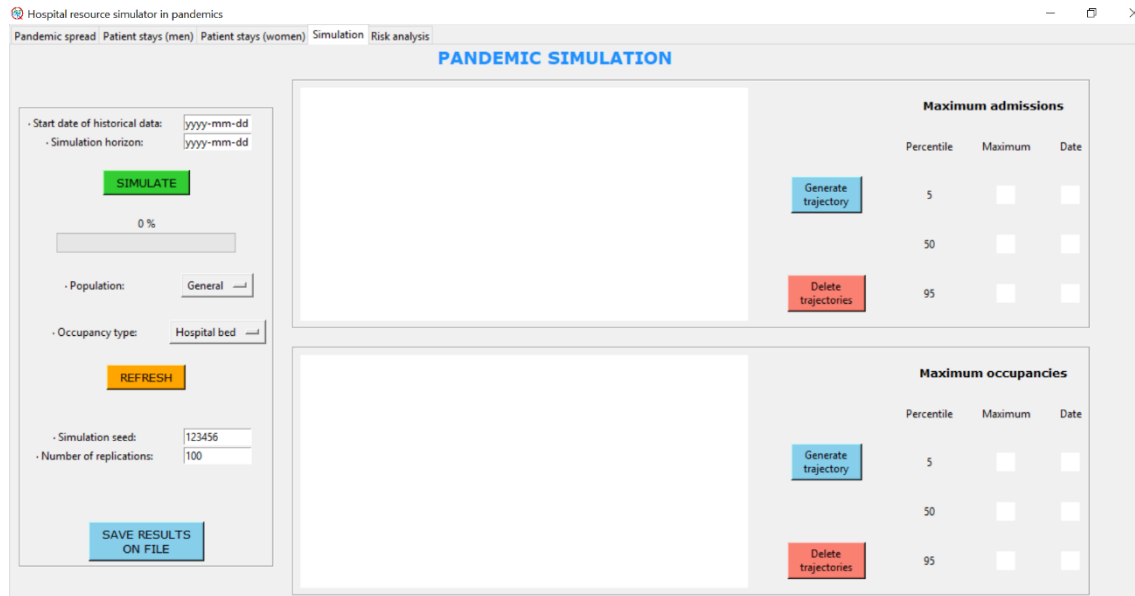 Hospital resource simulator in pandemics
Pandemic spread Patient stays (men) Patient stays (women) Simulation Risk analysis
PANDEMIC SIMULATION
· Start date of historical data: yyyy-mm-dd
· Simulation horizon: yyyy-mm-dd
SIMULATE
0 %
· Population: General
· Occupancy type: Hospital bed
REFRESH
· Simulation seed: 123456
· Number of replications: 100
SAVE RESULTS
ON FILE
Maximum admissions
Percentile Maximum Date
Generate
trajectory
5
50
Delete
trajectories
95
Maximum occupancies
Percentile Maximum Date
Generate
trajectory
5
50
Delete
trajectories
95